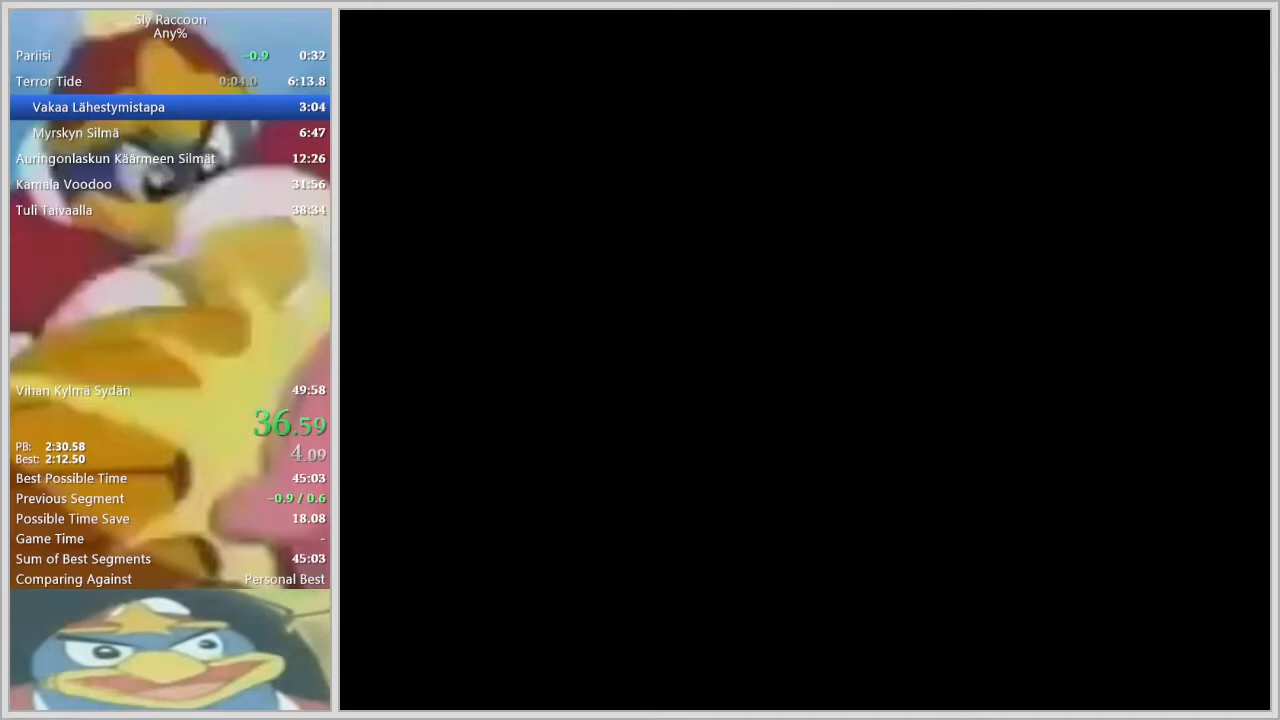 Sly Raccoon
Any%
Pariisi −0.9 0:32
Terror Tide 0:04.0 6:13.8
Vakaa Lähestymistapa 3:04
Myrskyn Silmä 6:47
Auringonlaskun Käärmeen Silmät 12:26
Kamala Voodoo 31:56
Tuli Taivaalla 38:34
Vihan Kylmä Sydän 49:58
36.59
PB: 2:30.58
Best: 2:12.50 4.09
Best Possible Time 45:03
Previous Segment −0.9 / 0.6
Possible Time Save 18.08
Game Time -
Sum of Best Segments 45:03
Comparing Against Personal Best